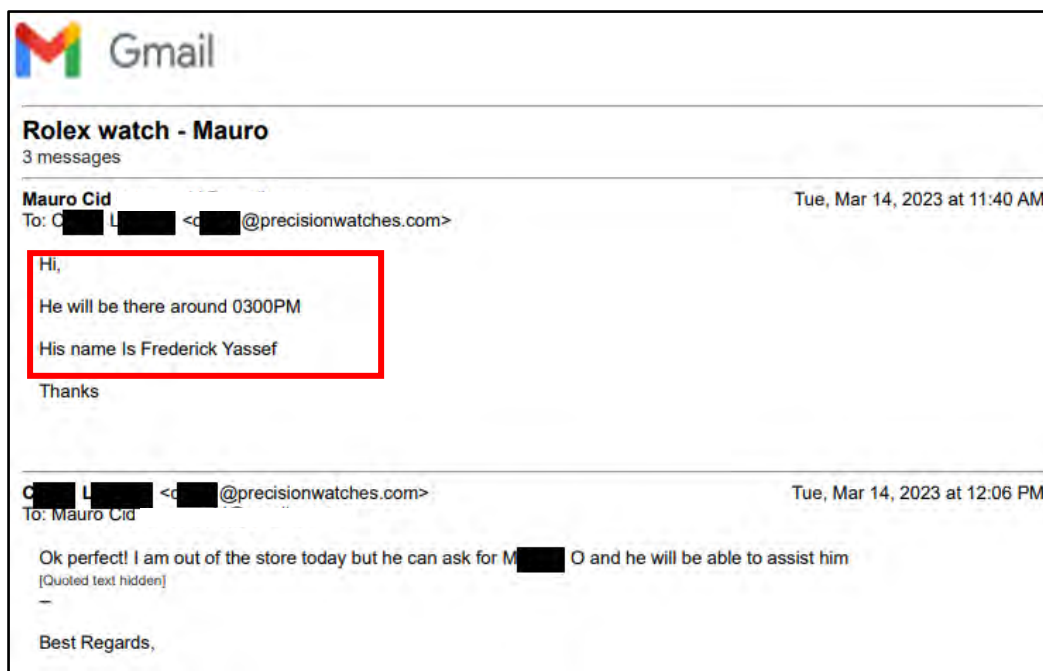 Gmail
Rolex watch - Mauro
3 messages
Mauro Cid
Tue, Mar 14, 2023 at 11:40 AM
To: C L <c @precisionwatches.com>
Hi,
He will be there around 0300PM
His name Is Frederick Yassef
Thanks
C L <c @precisionwatches.com>
Tue, Mar 14, 2023 at 12:06 PM
To: Mauro Cid
Ok perfect! I am out of the store today but he can ask for M O and he will be able to assist him
[Quoted text hidden]
--
Best Regards,